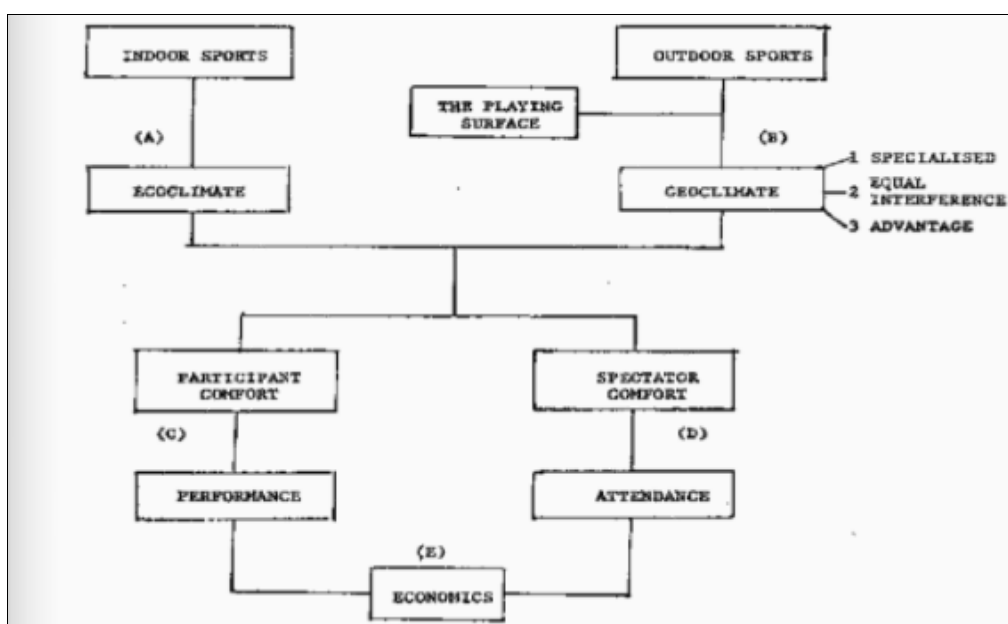 INDOOR SPORTS
OUTDOOR SPORTS
THE PLAYING
SURFACE
(A)
(B)
ECOCLIMATE
GEOCLIMATE
1 SPECIALISED
2 EQUAL
INTERFERENCE
3 ADVANTAGE
PARTICIPANT
COMFORT
SPECTATOR
COMFORT
(C)
(D)
PERFORMANCE
ATTENDANCE
(E)
ECONOMICS